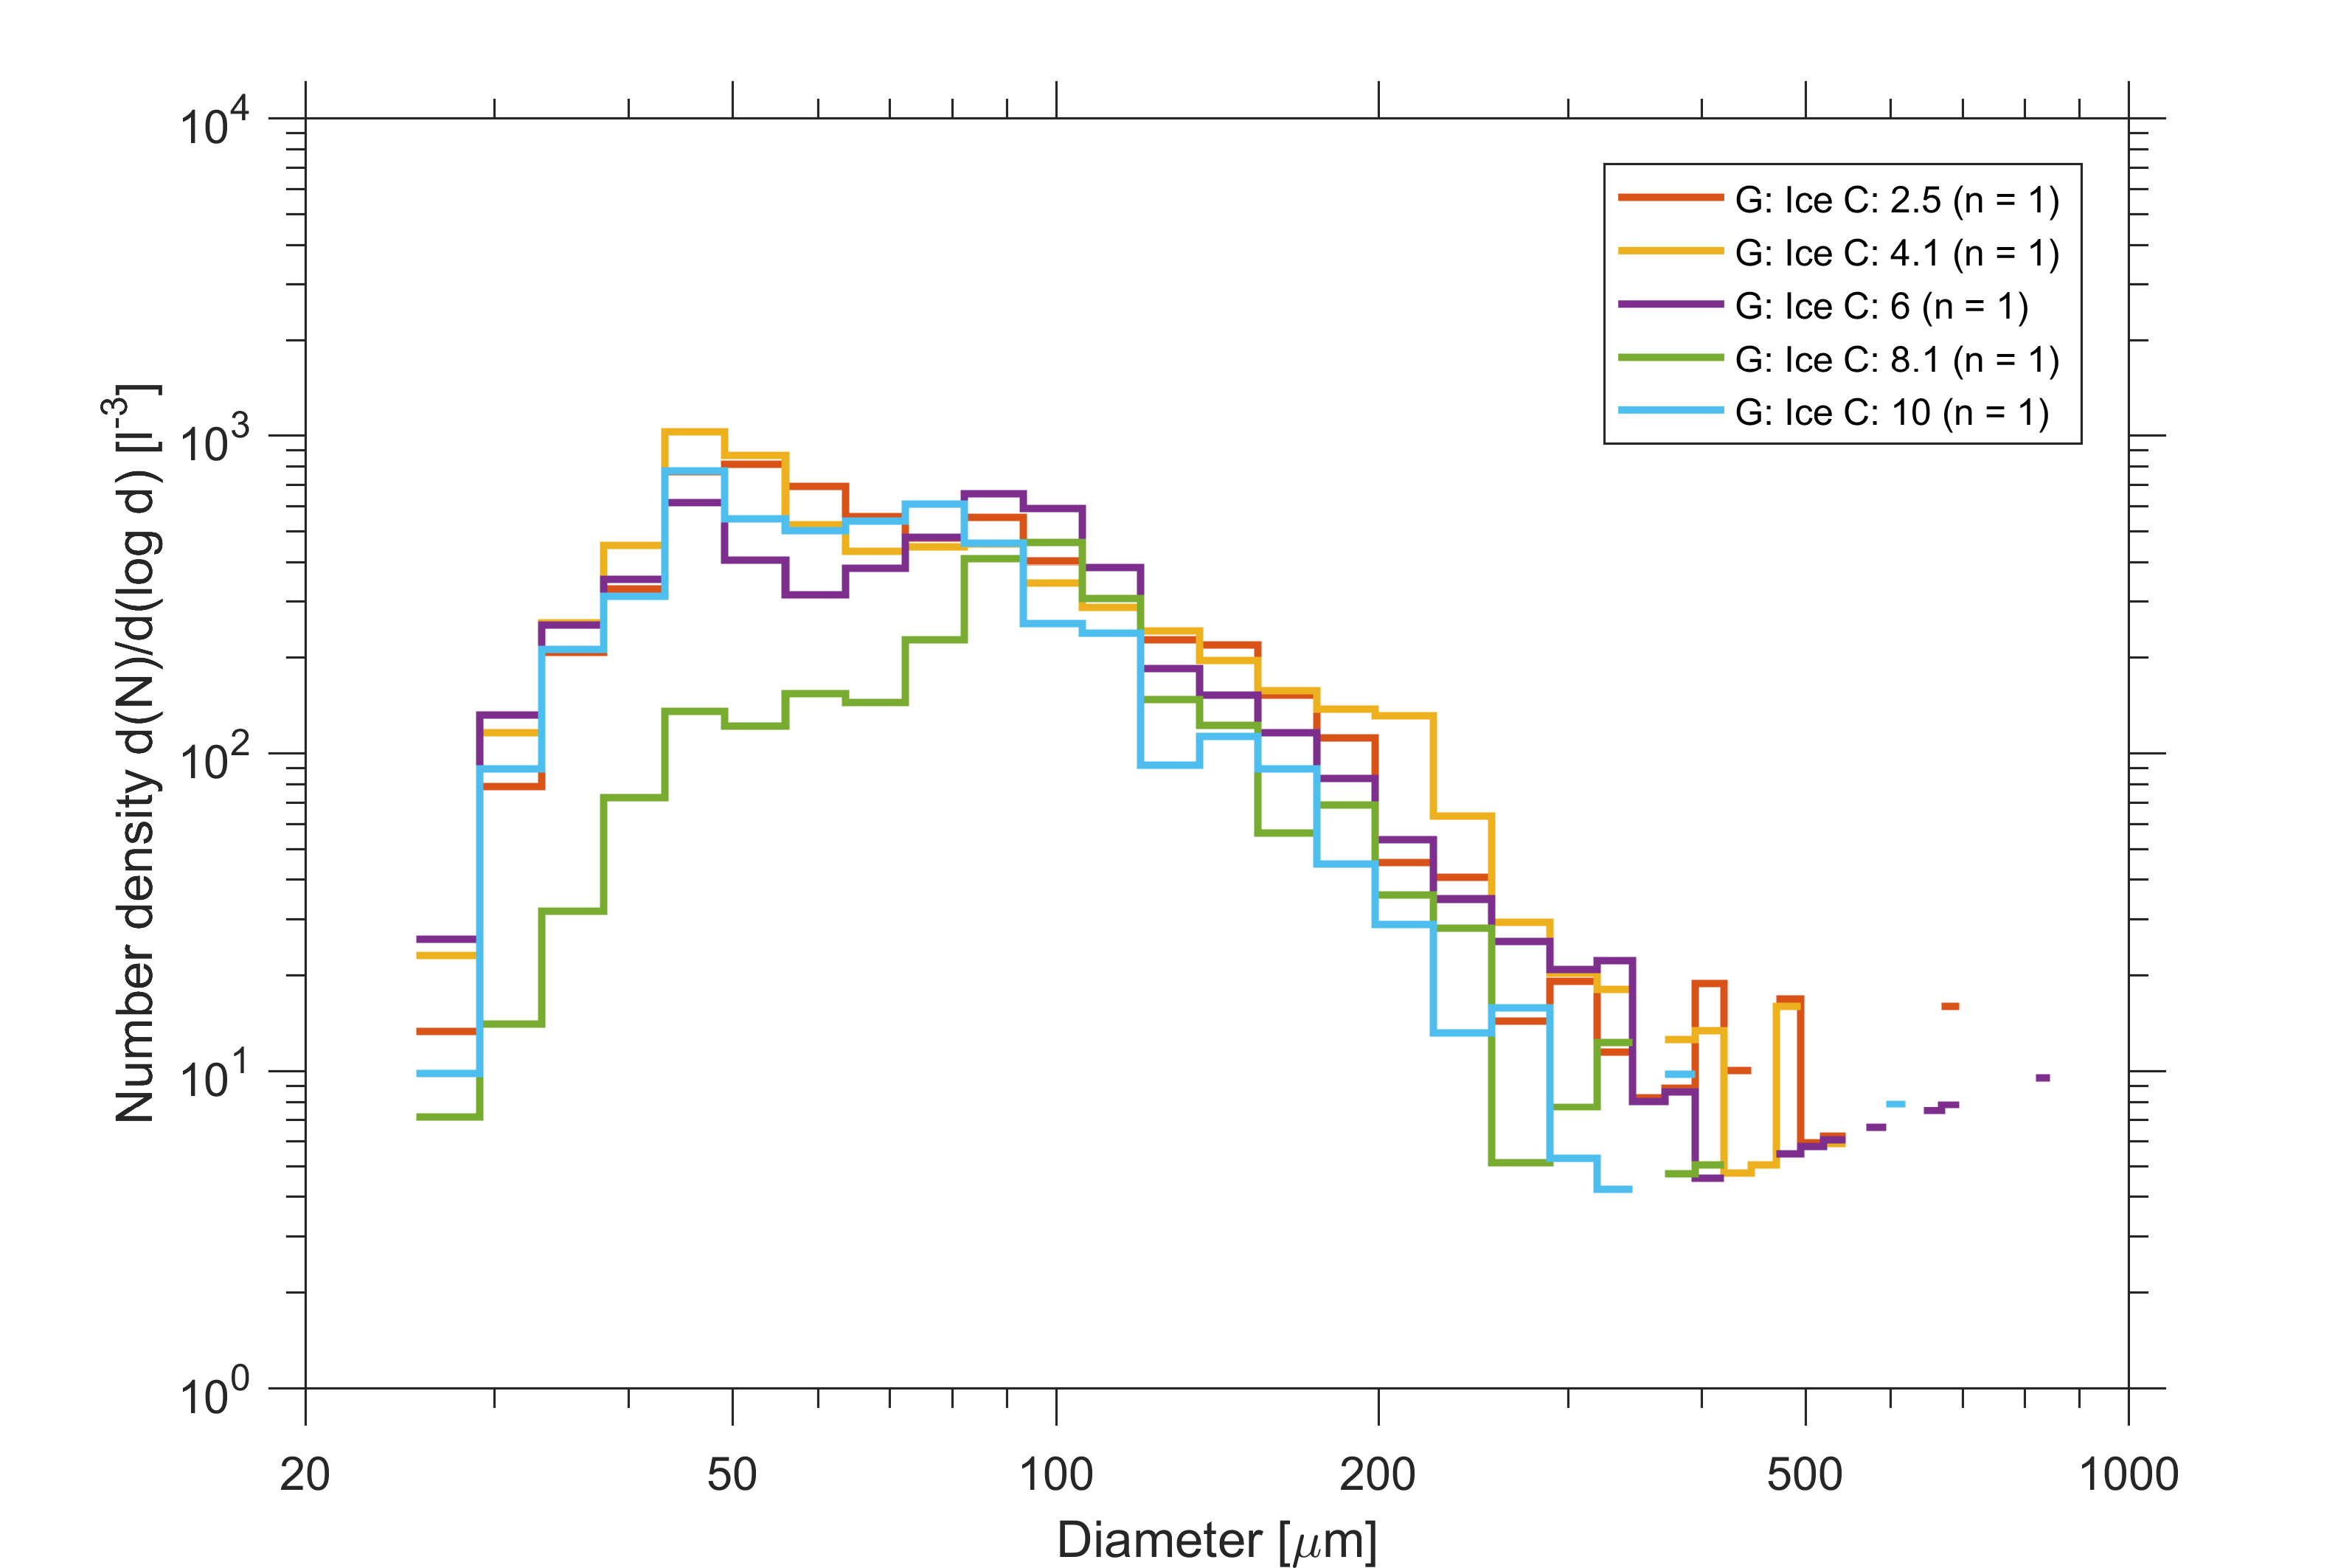 10^4
10^3
10^2
10^1
10^0
Number density d(N)/d(log d) [l^-3]
G: Ice C: 2.5 (n = 1)
G: Ice C: 4.1 (n = 1)
G: Ice C: 6 (n = 1)
G: Ice C: 8.1 (n = 1)
G: Ice C: 10 (n = 1)
20 50 100 200 500 1000
Diameter [μm]